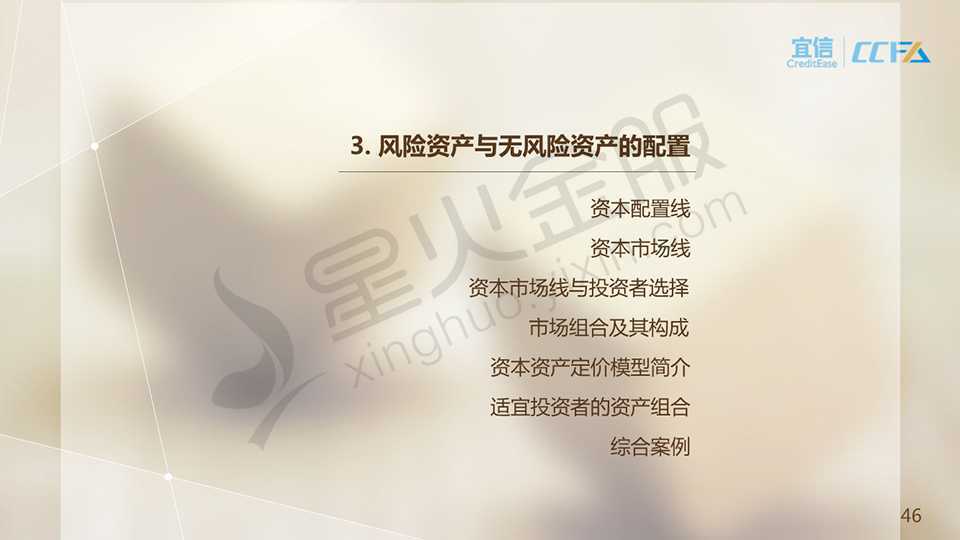 宜信
CreditEase
CCFA
3. 风险资产与无风险资产的配置
资本配置线
资本市场线
资本市场线与投资者选择
市场组合及其构成
资本资产定价模型简介
适宜投资者的资产组合
综合案例
星火金服
xinghuo.yixin.com
46